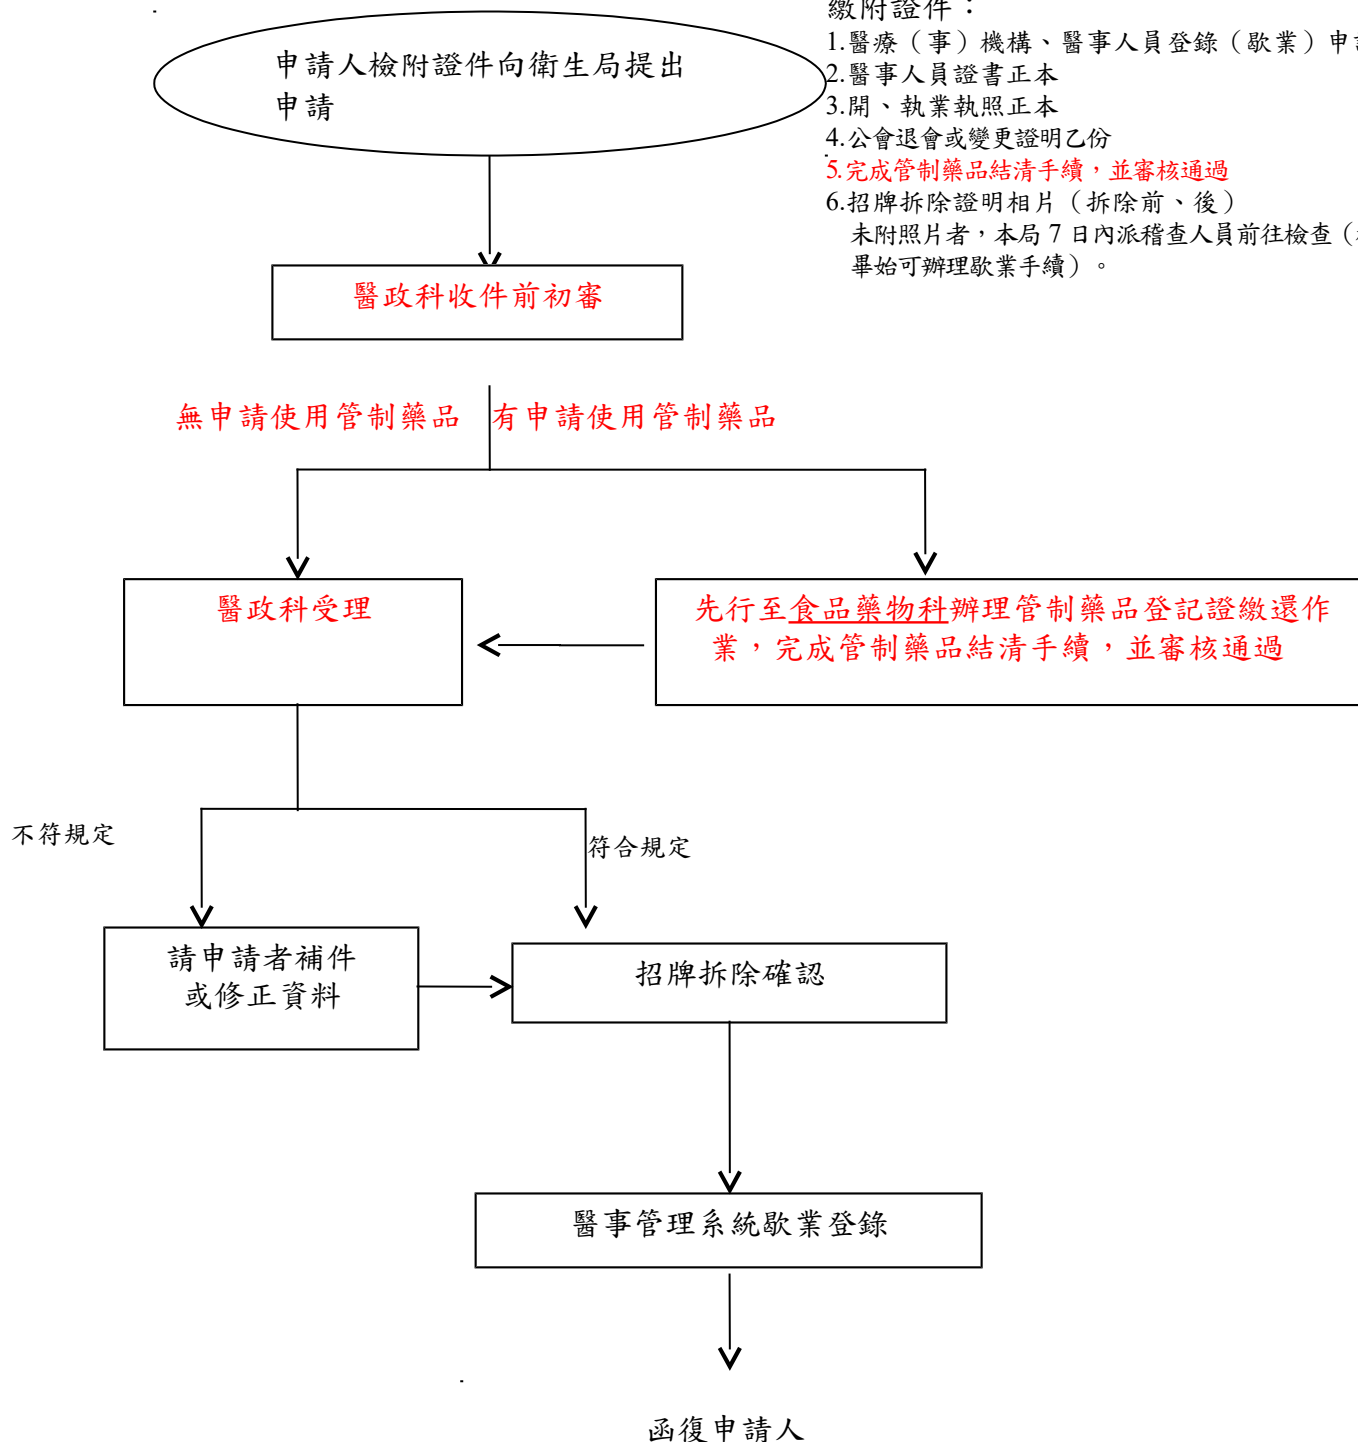 繳附證件：
1.醫療（事）機構、醫事人員登錄（歇業）申
2.醫事人員證書正本
3.開、執業執照正本
4.公會退會或變更證明乙份
5.完成管制藥品結清手續，並審核通過
6.招牌拆除證明相片（拆除前、後）
未附照片者，本局 7 日內派稽查人員前往檢查（
畢始可辦理歇業手續）。
申請人檢附證件向衛生局提出
申請
醫政科收件前初審
無申請使用管制藥品
有申請使用管制藥品
醫政科受理
先行至食品藥物科辦理管制藥品登記證繳還作
業，完成管制藥品結清手續，並審核通過
不符規定
符合規定
請申請者補件
或修正資料
招牌拆除確認
醫事管理系統歇業登錄
函復申請人